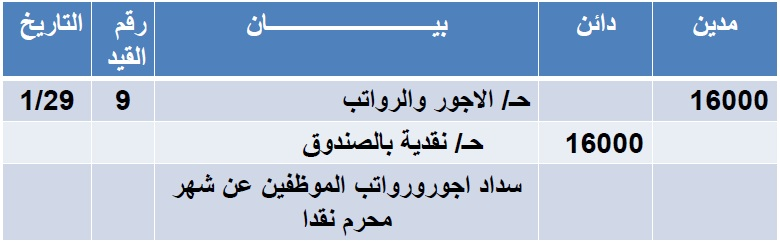 مدين دائن بيـــــــــــــــــــــــــان رقم القيد التاريخ
16000 حـ/ الاجور والرواتب 9 1/29
16000 حـ/ نقدية بالصندوق
سداد اجورورواتب الموظفين عن شهر
محرم نقدا